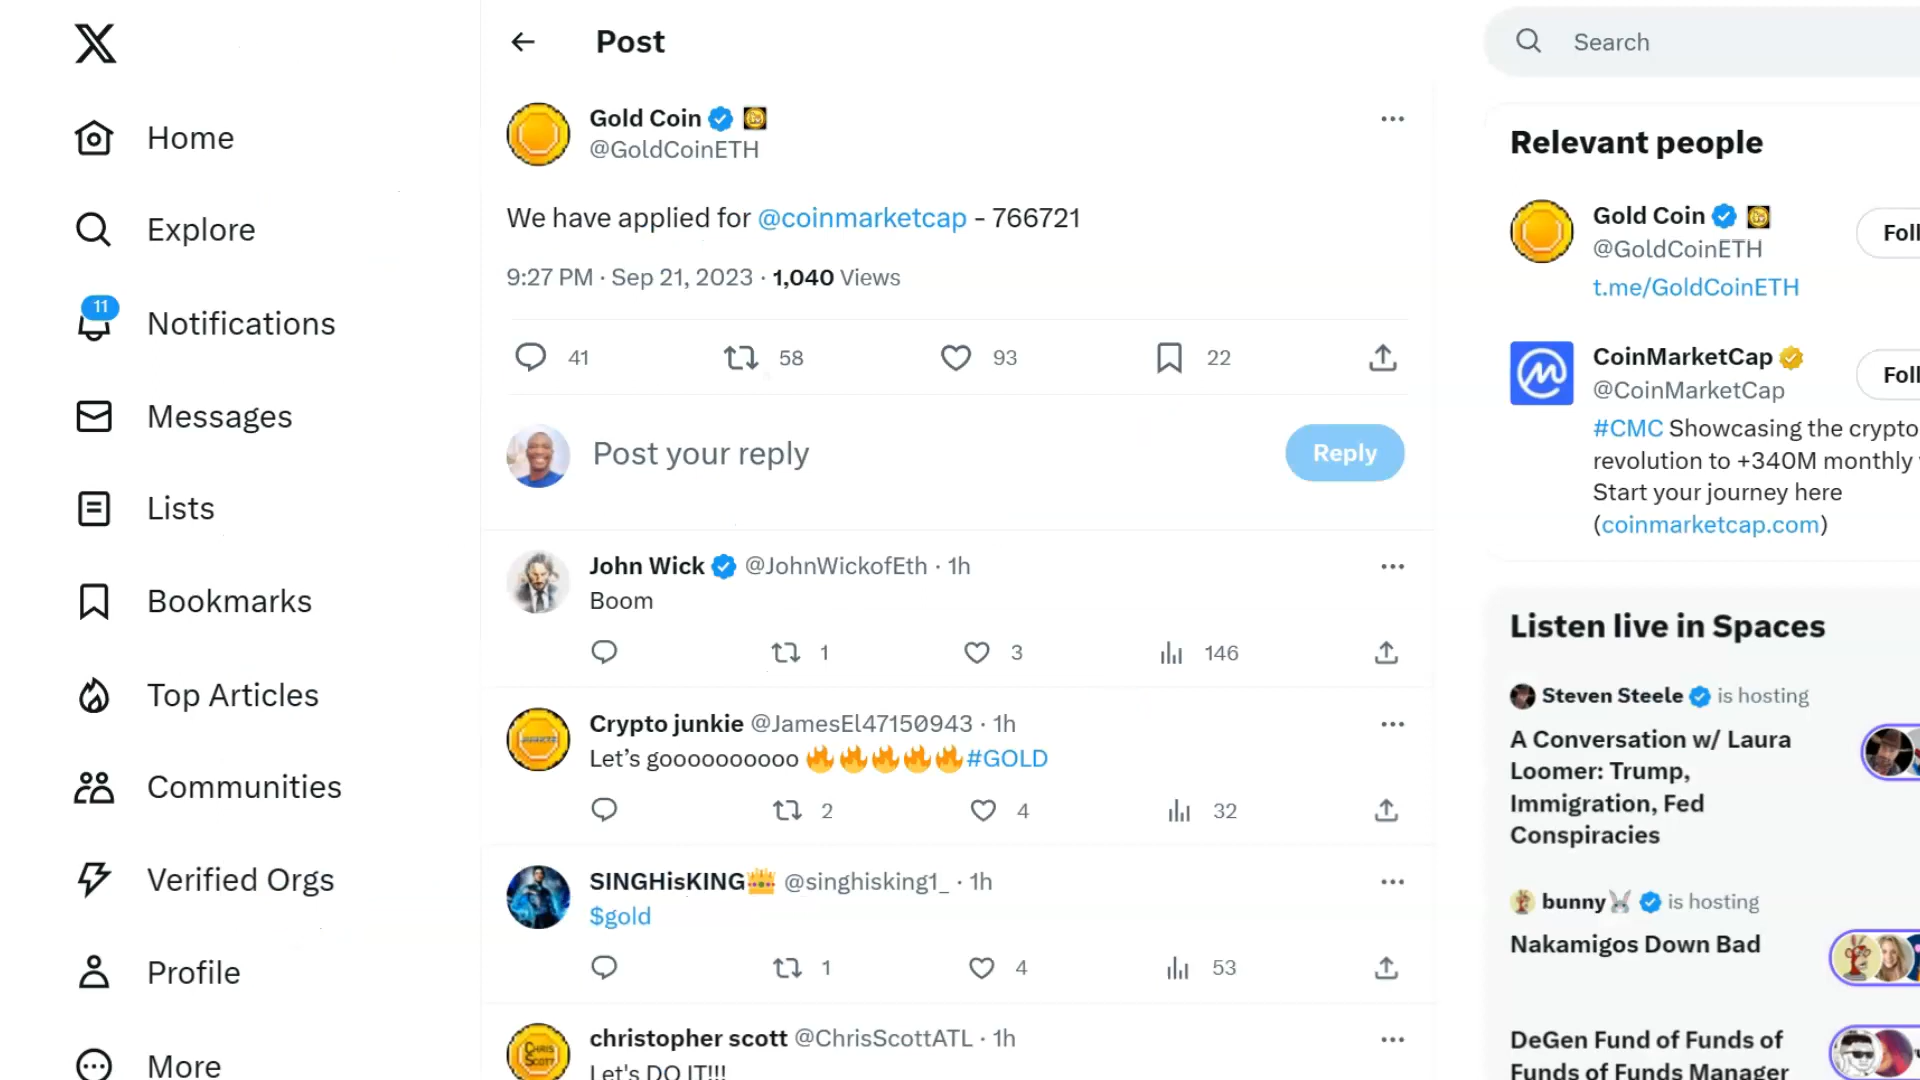 X
Home
Explore
11
Notifications
Messages
Lists
Bookmarks
Top Articles
Communities
Verified Orgs
Profile
More
Post
Gold Coin
@GoldCoinETH
We have applied for @coinmarketcap - 766721
9:27 PM · Sep 21, 2023 · 1,040 Views
41 58 93 22
Post your reply
Reply
John Wick @JohnWickofEth · 1h
Boom
1 3 146
Crypto junkie @JamesEl47150943 · 1h
Let’s goooooooooo 🔥🔥🔥🔥🔥#GOLD
2 4 32
SINGHisKING👑 @singhisking1_ · 1h
$gold
1 4 53
CHRIS
SCOTT
christopher scott @ChrisScottATL · 1h
Let's DO IT!!!
Search
Relevant people
Gold Coin
@GoldCoinETH
Foll
t.me/GoldCoinETH
CoinMarketCap
@CoinMarketCap
Foll
#CMC Showcasing the crypto
revolution to +340M monthly
Start your journey here
(coinmarketcap.com)
Listen live in Spaces
Steven Steele is hosting
A Conversation w/ Laura
Loomer: Trump,
Immigration, Fed
Conspiracies
bunny🐰 is hosting
Nakamigos Down Bad
DeGen Fund of Funds of
Funds of Funds Manager